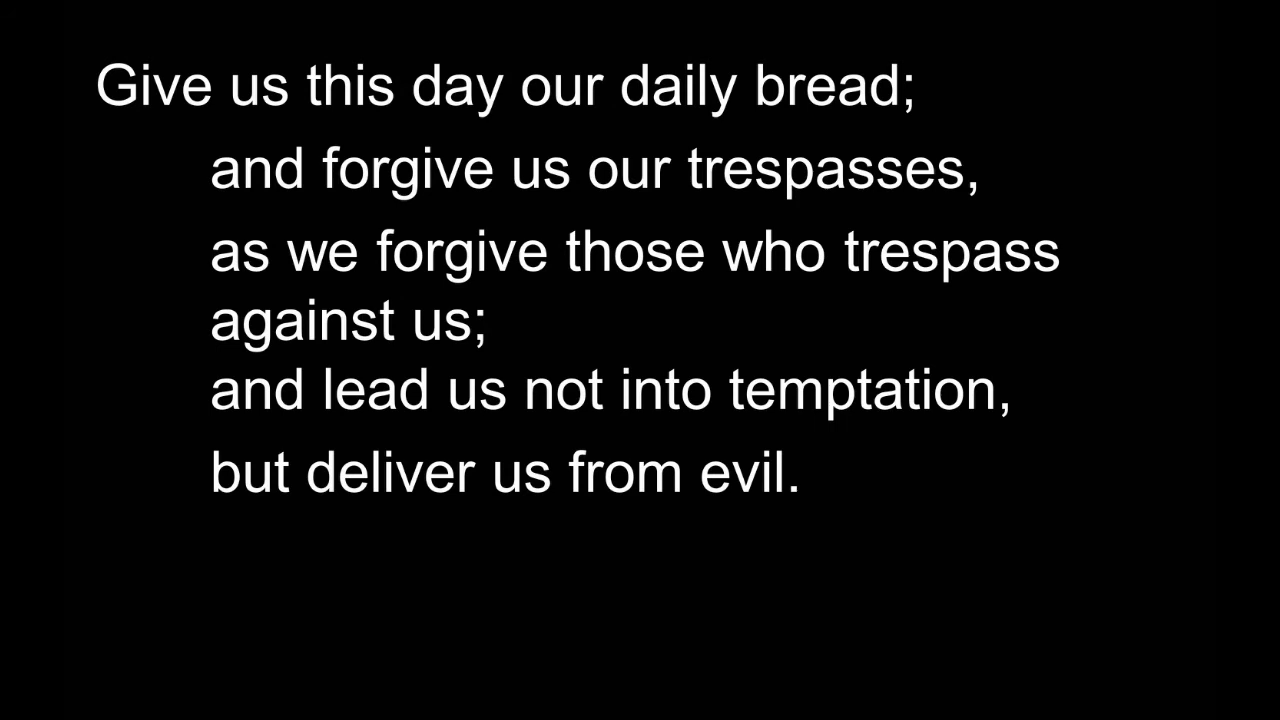 Give us this day our daily bread;
and forgive us our trespasses,
as we forgive those who trespass
against us;
and lead us not into temptation,
but deliver us from evil.